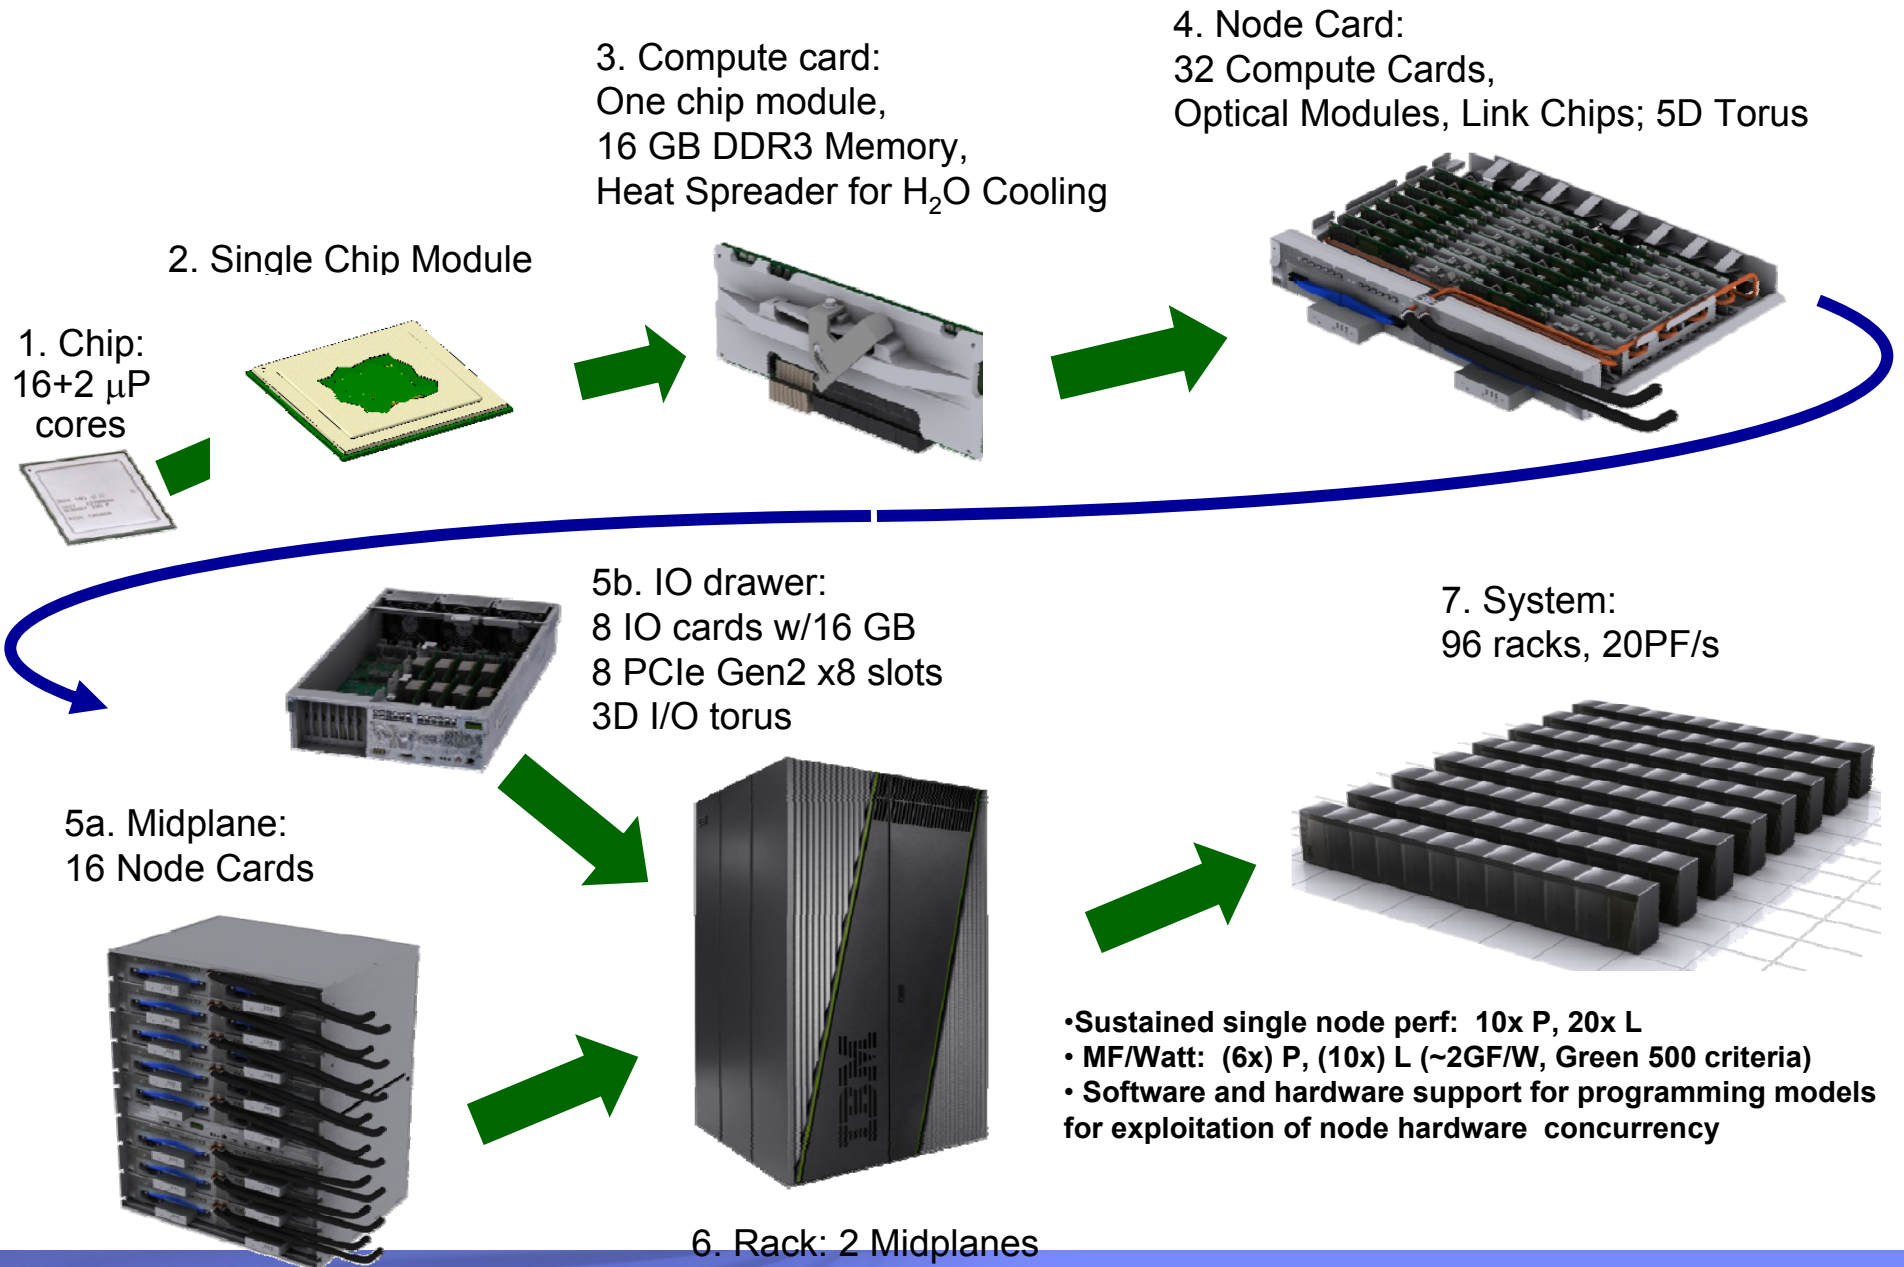 1. Chip:
16+2 μP
cores
2. Single Chip Module
3. Compute card:
One chip module,
16 GB DDR3 Memory,
Heat Spreader for H₂O Cooling
4. Node Card:
32 Compute Cards,
Optical Modules, Link Chips; 5D Torus
5a. Midplane:
16 Node Cards
5b. IO drawer:
8 IO cards w/16 GB
8 PCIe Gen2 x8 slots
3D I/O torus
IBM
6. Rack: 2 Midplanes
7. System:
96 racks, 20PF/s
•Sustained single node perf: 10x P, 20x L
• MF/Watt: (6x) P, (10x) L (~2GF/W, Green 500 criteria)
• Software and hardware support for programming models
for exploitation of node hardware concurrency